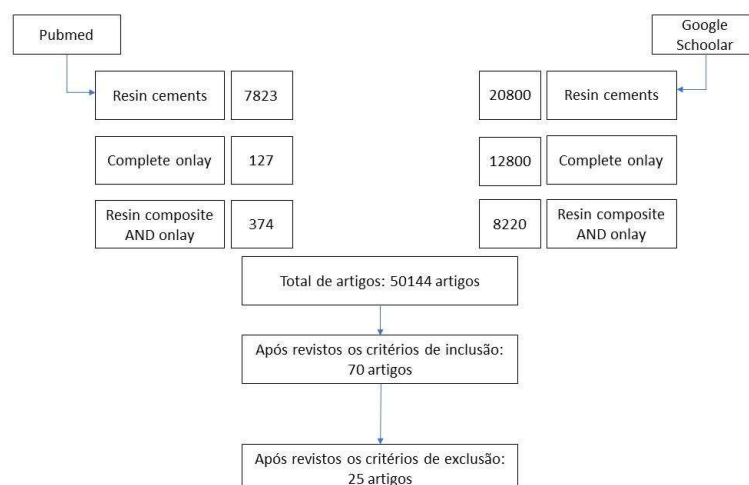 Pubmed
Google
Schoolar
Resin cements
7823
20800
Resin cements
Complete onlay
127
12800
Complete onlay
Resin composite
AND onlay
374
8220
Resin composite
AND onlay
Total de artigos: 50144 artigos
Após revistos os critérios de inclusão:
70 artigos
Após revistos os critérios de exclusão:
25 artigos